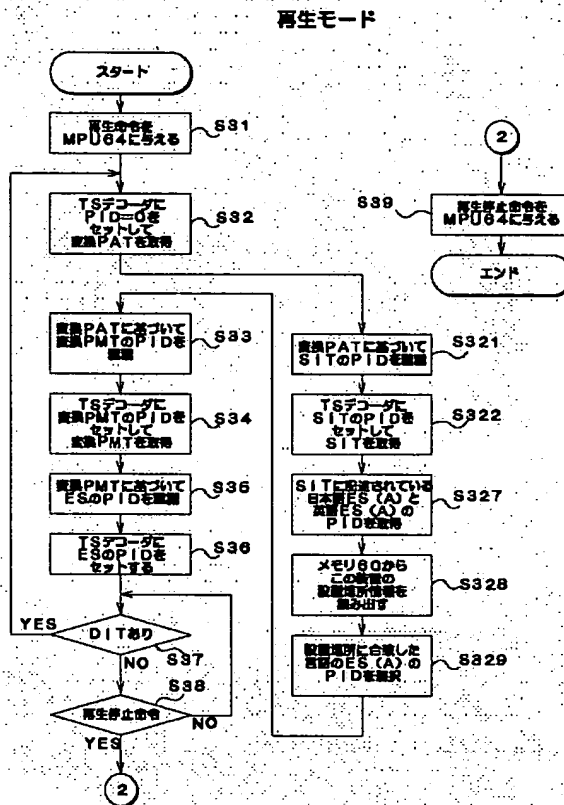 再生モード
スタート
再生命令を
MPU64に与える
S31
TSデコーダに
PID=0を
セットして
変換PATを取得
S32
変換PATに基づいて
変換PMTのPIDを
認識
S33
TSデコーダに
変換PMTのPIDを
セットして
変換PMTを取得
S34
変換PMTに基づいて
ESのPIDを認識
S35
TSデコーダに
ESのPIDを
セットする
S36
YES
DITあり
S37
NO
S38
再生停止命令
NO
YES
2
2
S39
再生停止命令を
MPU64に与える
エンド
変換PATに基づいて
SITのPIDを認識
S321
TSデコーダに
SITのPIDを
セットして
SITを取得
S322
SITに記述されている
日本語ES(A)と
英語ES(A)の
PIDを取得
S327
メモリ60から
この装置の
設置場所情報を
読み出す
S328
設置場所に合致した
言語のES(A)の
PIDを選択
S329